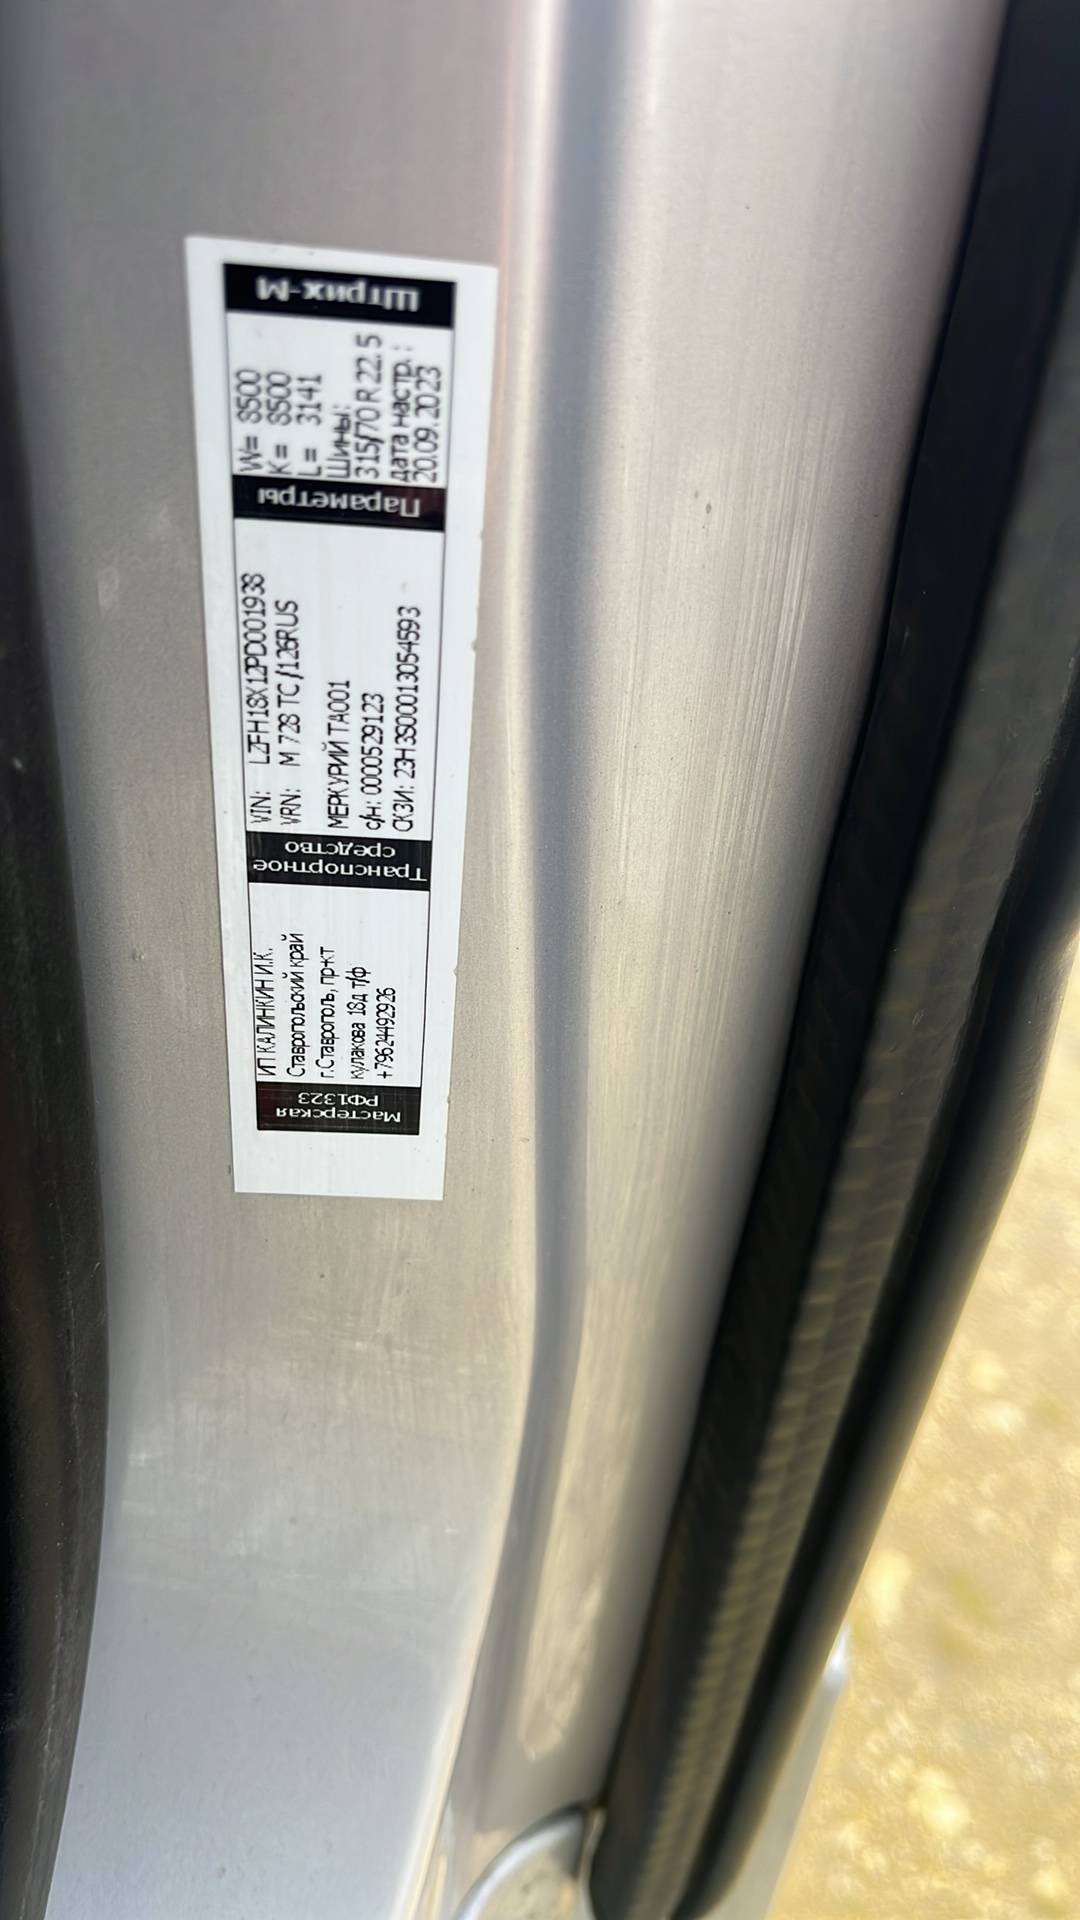 Мастерская
РФ1323
ИП КАЛИНКИН И.К.
Ставропольский край
г.Ставрополь, пр-кт
кулакова 18д т/ф
+79624492926
Транспортное
средство
VIN: LZFH18X12PD001938
VRN: М 728 ТС /126RUS
МЕРКУРИЙ ТА001
с/н: 0000529123
СКЗИ: 23H3S00013054593
Параметры
W= 8500
K= 8500
L= 3141
Шины:
315/70 R 22.5
дата настр. :
20.09.2023
Штрих-М